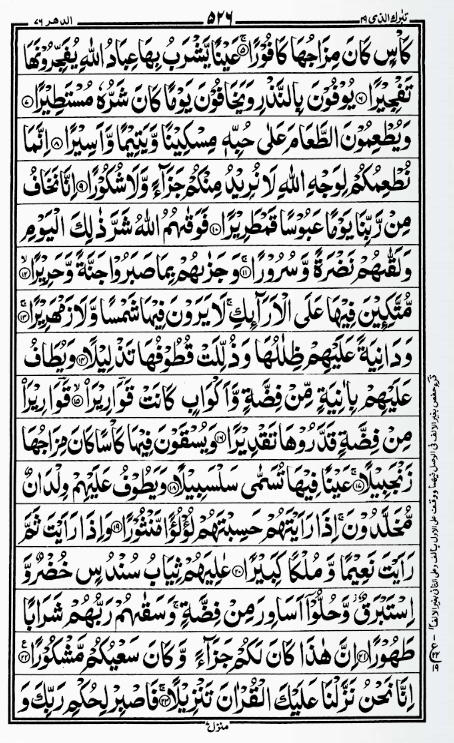 تبٰرك الذی ٢٩ ٥٢٦ الدهر ٧٦
كَاْسٍ كَانَ مِزَاجُهَا كَافُوْرًا ۚ﴿٥﴾ عَيْنًا يَّشْرَبُ بِهَا عِبَادُ اللّٰهِ يُفَجِّرُوْنَهَا
تَفْجِيْرًا ﴿٦﴾ يُوْفُوْنَ بِالنَّذْرِ وَيَخَافُوْنَ يَوْمًا كَانَ شَرُّهٗ مُسْتَطِيْرًا ﴿٧﴾
وَيُطْعِمُوْنَ الطَّعَامَ عَلٰى حُبِّهٖ مِسْكِيْنًا وَّيَتِيْمًا وَّاَسِيْرًا ﴿٨﴾ اِنَّمَا
نُطْعِمُكُمْ لِوَجْهِ اللّٰهِ لَا نُرِيْدُ مِنْكُمْ جَزَآءً وَّلَا شُكُوْرًا ﴿٩﴾ اِنَّا نَخَافُ
مِنْ رَّبِّنَا يَوْمًا عَبُوْسًا قَمْطَرِيْرًا ﴿١٠﴾ فَوَقٰىهُمُ اللّٰهُ شَرَّ ذٰلِكَ الْيَوْمِ
وَلَقّٰىهُمْ نَضْرَةً وَّسُرُوْرًا ۚ﴿١١﴾ وَجَزٰىهُمْ بِمَا صَبَرُوْا جَنَّةً وَّحَرِيْرًا ۙ﴿١٢﴾
مُّتَّكِـِٕيْنَ فِيْهَا عَلَى الْاَرَآىِٕكِ ۚ لَا يَرَوْنَ فِيْهَا شَمْسًا وَّلَا زَمْهَرِيْرًا ۚ﴿١٣﴾
وَدَانِيَةً عَلَيْهِمْ ظِلٰلُهَا وَذُلِّلَتْ قُطُوْفُهَا تَذْلِيْلًا ﴿١٤﴾ وَيُطَافُ
عَلَيْهِمْ بِاٰنِيَةٍ مِّنْ فِضَّةٍ وَّاَكْوَابٍ كَانَتْ قَوَارِيْرَا۠ ﴿١٥﴾ قَوَارِيْرَا۠
مِنْ فِضَّةٍ قَدَّرُوْهَا تَقْدِيْرًا ﴿١٦﴾ وَيُسْقَوْنَ فِيْهَا كَاْسًا كَانَ مِزَاجُهَا
زَنْجَبِيْلًا ۚ﴿١٧﴾ عَيْنًا فِيْهَا تُسَمّٰى سَلْسَبِيْلًا ﴿١٨﴾ وَيَطُوْفُ عَلَيْهِمْ وِلْدَانٌ
مُّخَلَّدُوْنَ ۚ اِذَا رَاَيْتَهُمْ حَسِبْتَهُمْ لُؤْلُؤًا مَّنْثُوْرًا ﴿١٩﴾ وَاِذَا رَاَيْتَ ثَمَّ
رَاَيْتَ نَعِيْمًا وَّمُلْكًا كَبِيْرًا ﴿٢٠﴾ عٰلِيَهُمْ ثِيَابُ سُنْدُسٍ خُضْرٌ وَّ
اِسْتَبْرَقٌ ۫ وَّحُلُّوْۤا اَسَاوِرَ مِنْ فِضَّةٍ ۚ وَسَقٰىهُمْ رَبُّهُمْ شَرَابًا
طَهُوْرًا ﴿٢١﴾ اِنَّ هٰذَا كَانَ لَكُمْ جَزَآءً وَّكَانَ سَعْيُكُمْ مَّشْكُوْرًا ﴿٢٢﴾
اِنَّا نَحْنُ نَزَّلْنَا عَلَيْكَ الْقُرْاٰنَ تَنْزِيْلًا ۚ﴿٢٣﴾ فَاصْبِرْ لِحُكْمِ رَبِّكَ وَ
منزل ٧